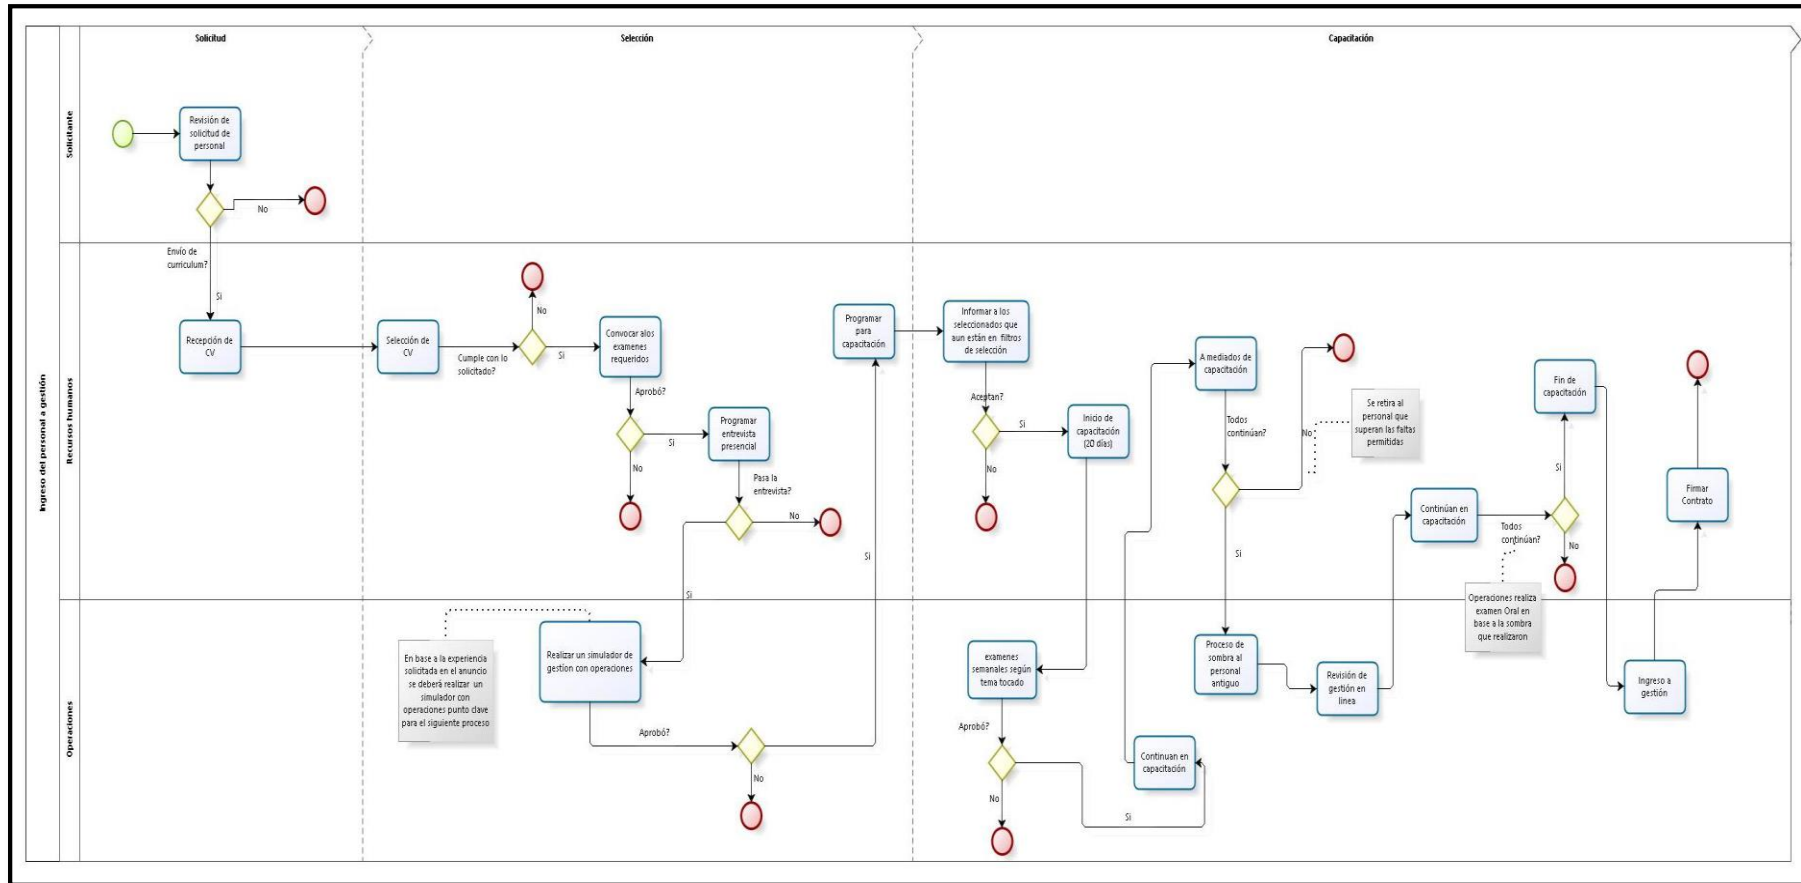 Solicitud
Selección
Capacitación
Ingreso del personal a gestión
Solicitante
Revisión de
solicitud de
personal
No
Recursos humanos
Envío de
curriculum?
Si
Recepción de
CV
Selección de
CV
Cumple con lo
solicitado?
No
Si
Convocar alos
examenes
requeridos
Aprobó?
Si
No
Programar
entrevista
presencial
Pasa la
entrevista?
No
Si
Programar
para
capacitación
Si
Informar a los
seleccionados que
aun están en filtros
de selección
Aceptan?
Si
No
Inicio de
capacitación
(20 días)
A mediados de
capacitación
Todos
continúan?
No
Se retira al
personal que
superan las faltas
permitidas
Si
Continúan en
capacitación
Todos
continúan?
Si
No
Fin de
capacitación
Firmar
Contrato
Operaciones
En base a la experiencia
solicitada en el anuncio
se deberá realizar un
simulador con
operaciones punto clave
para el siguiente proceso
Realizar un simulador de
gestion con operaciones
Aprobó?
No
examenes
semanales según
tema tocado
Aprobó?
No
Si
Continuan en
capacitación
Proceso de
sombra al
personal
antiguo
Revisión de
gestión en
linea
Operaciones realiza
examen Oral en
base a la sombra
que realizaron
Ingreso a
gestión